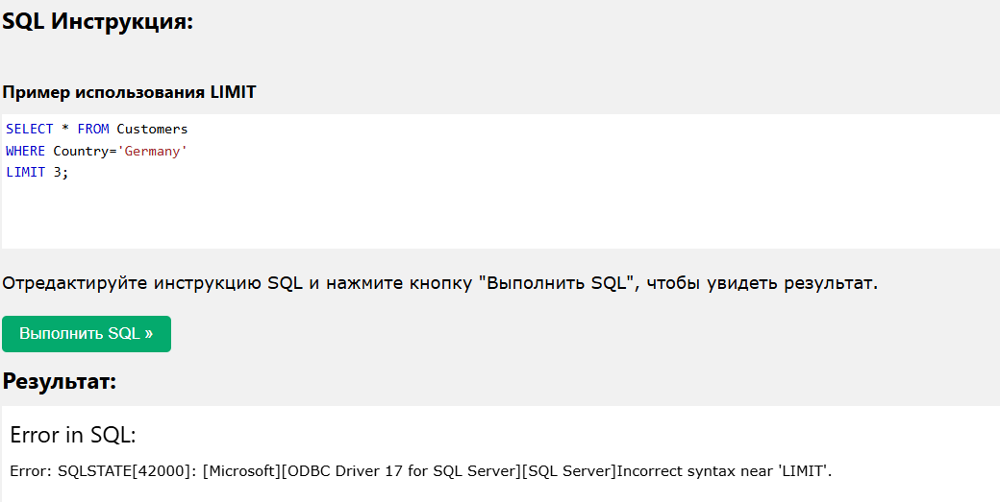 SQL Инструкция:
Пример использования LIMIT
SELECT * FROM Customers
WHERE Country='Germany'
LIMIT 3;
Отредактируйте инструкцию SQL и нажмите кнопку "Выполнить SQL", чтобы увидеть результат.
Выполнить SQL »
Результат:
Error in SQL:
Error: SQLSTATE[42000]: [Microsoft][ODBC Driver 17 for SQL Server][SQL Server]Incorrect syntax near 'LIMIT'.